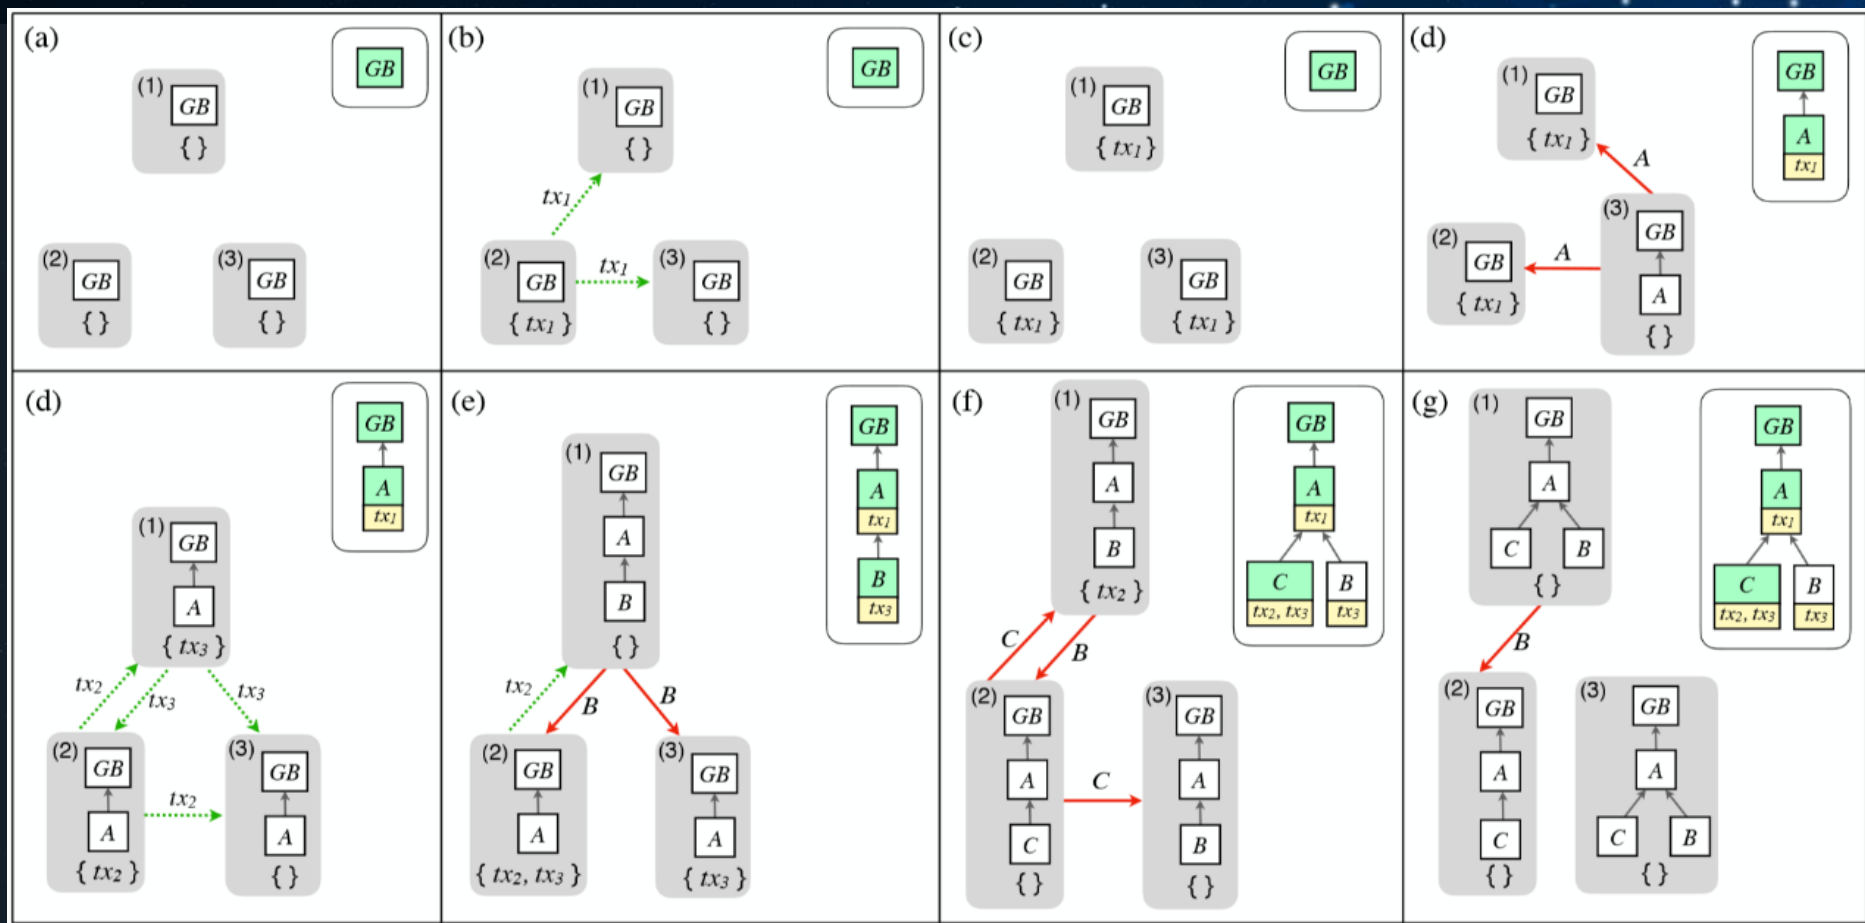 (a)
GB
(1)
GB
{ }
(2)
GB
{ }
(3)
GB
{ }
(b)
GB
(1)
GB
{ }
tx1
(2)
GB
{ tx1 }
tx1
(3)
GB
{ }
(c)
GB
(1)
GB
{ tx1 }
(2)
GB
{ tx1 }
(3)
GB
{ tx1 }
(d)
GB
A
tx1
(1)
GB
{ tx1 }
A
(2)
GB
{ tx1 }
A
(3)
GB
A
{ }
(d)
GB
A
tx1
(1)
GB
A
{ tx3 }
tx2
tx3
tx3
(2)
GB
A
{ tx2 }
tx2
(3)
GB
A
{ }
(e)
GB
A
tx1
B
tx3
(1)
GB
A
B
{ }
tx2
B
B
(2)
GB
A
{ tx2, tx3 }
(3)
GB
A
{ tx3 }
(f)
GB
A
tx1
C
tx2, tx3
B
tx3
(1)
GB
A
B
{ tx2 }
C
B
(2)
GB
A
C
{ }
C
(3)
GB
A
B
{ }
(g)
GB
A
tx1
C
tx2, tx3
B
tx3
(1)
GB
A
C B
{ }
B
(2)
GB
A
C
{ }
(3)
GB
A
C B
{ }